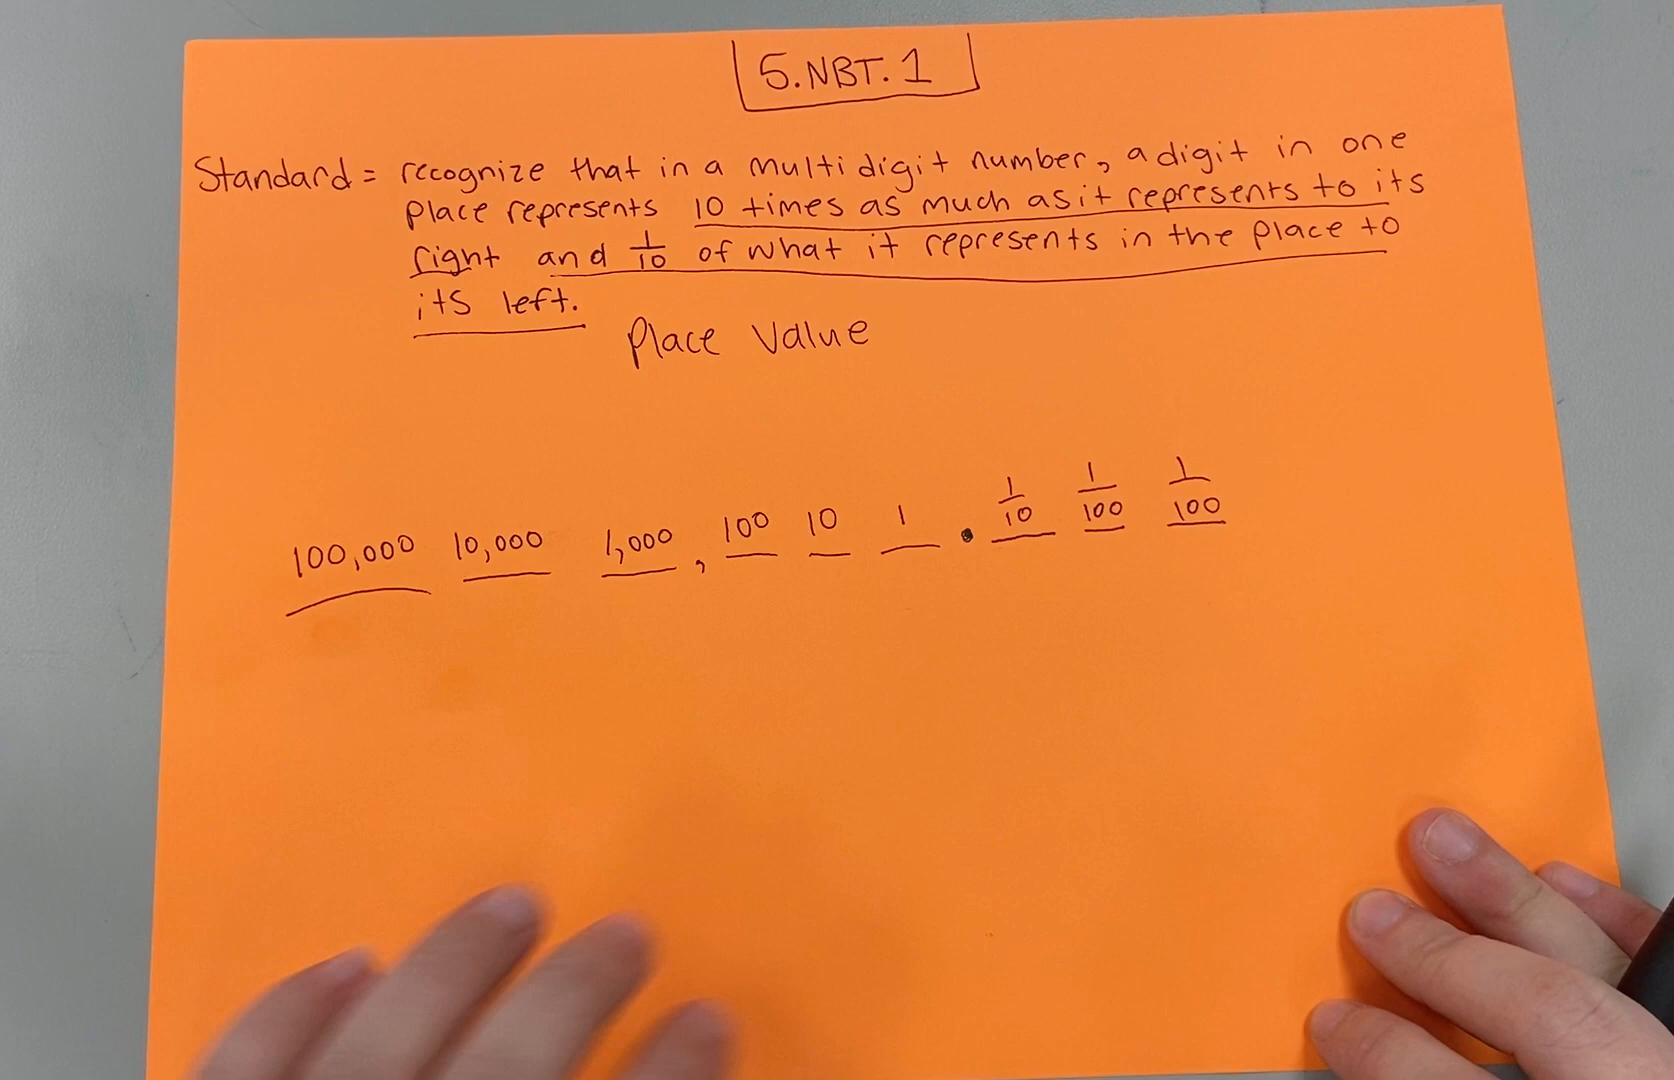 5.NBT.1
Standard = recognize that in a multi digit number, a digit in one
place represents 10 times as much as it represents to its
right and 1/10 of what it represents in the place to
its left.
Place Value
100,000 10,000 1,000, 100 10 1 . 1/10 1/100 1/100